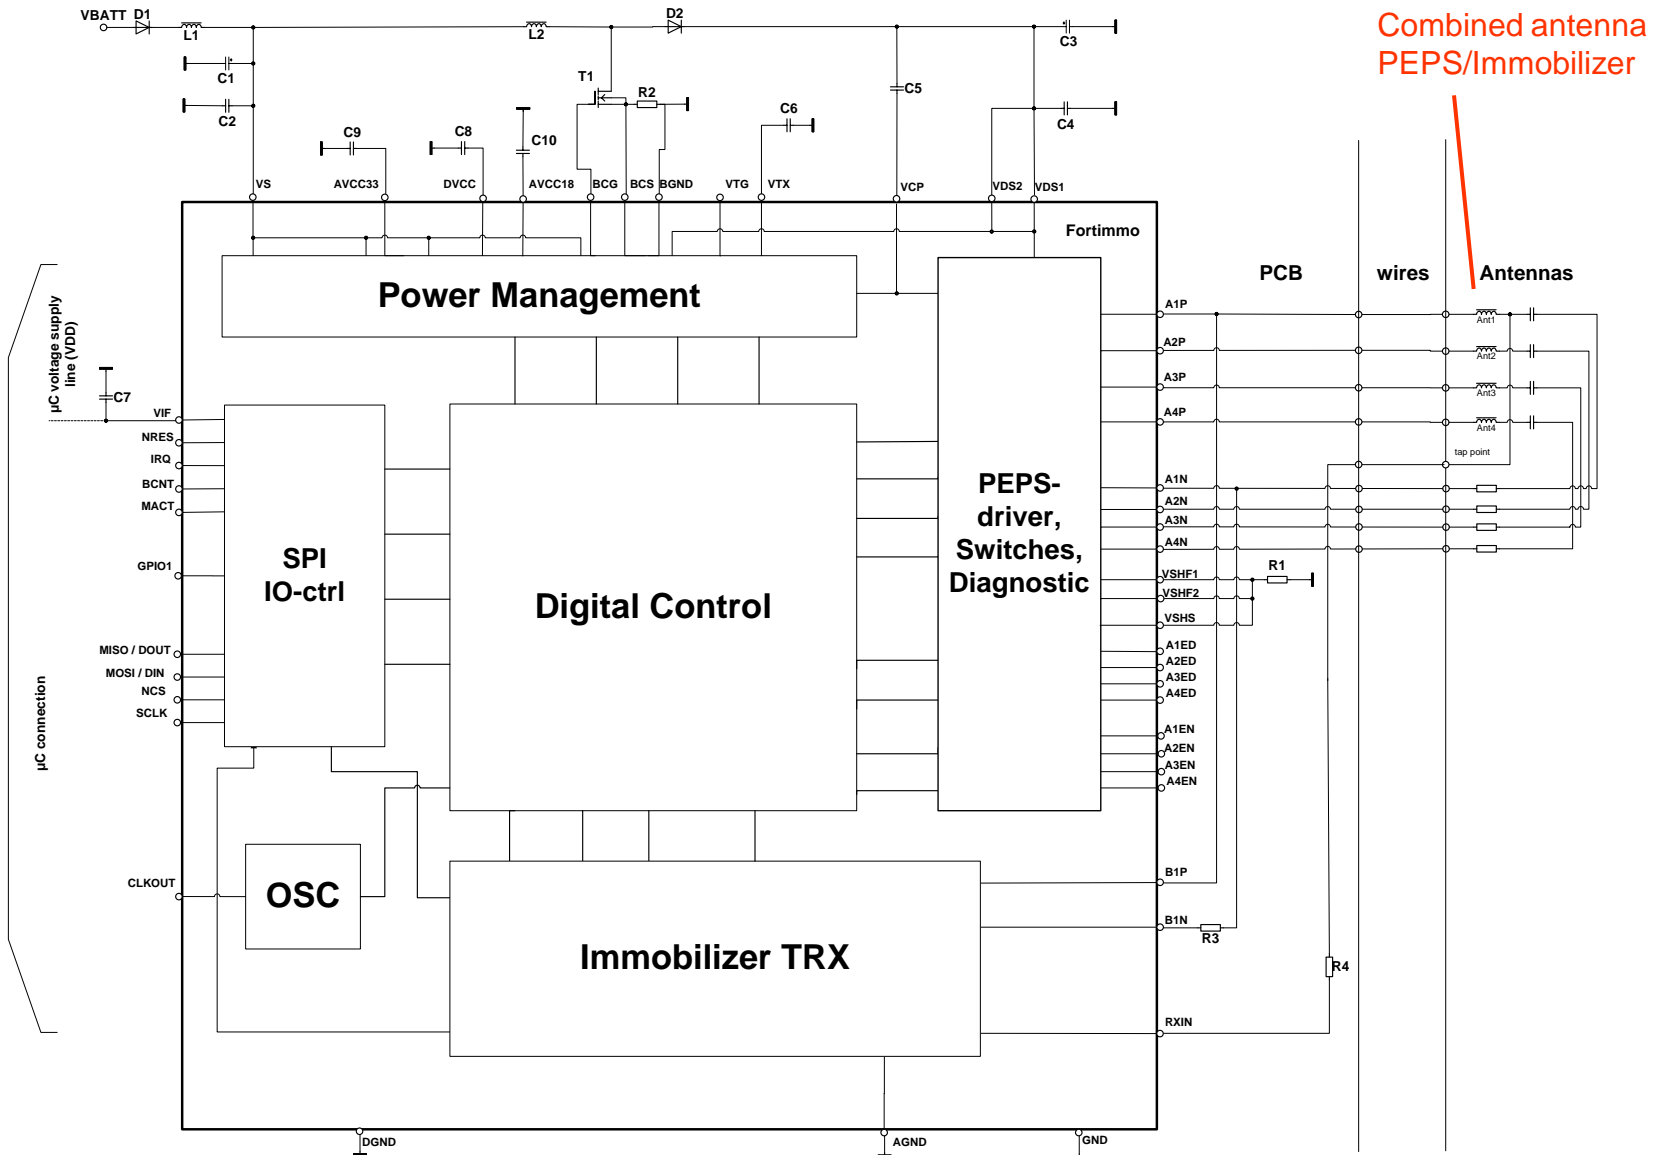 Combined antenna
PEPS/Immobilizer
VBATT
D1
L1
L2
D2
C3
C1
C2
T1
R2
C5
C6
C4
C9
C8
C10
VS
AVCC33
DVCC
AVCC18
BCG
BCS
BGND
VTG
VTX
VCP
VDS2
VDS1
Fortimmo
PCB
wires
Antennas
Power Management
µC voltage supply
line (VDD)
C7
VIF
NRES
IRQ
BCNT
MACT
GPIO1
MISO / DOUT
MOSI / DIN
NCS
SCLK
µC connection
SPI
IO-ctrl
Digital Control
PEPS-
driver,
Switches,
Diagnostic
A1P
A2P
A3P
A4P
Ant1
Ant2
Ant3
Ant4
tap point
A1N
A2N
A3N
A4N
VSHF1
VSHF2
VSHS
R1
A1ED
A2ED
A3ED
A4ED
A1EN
A2EN
A3EN
A4EN
CLKOUT
OSC
Immobilizer TRX
B1P
B1N
R3
R4
RXIN
DGND
AGND
GND